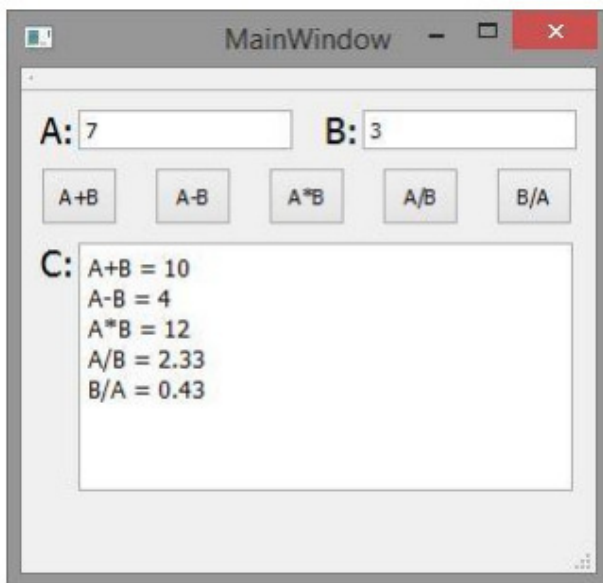 MainWindow
A: 7 B: 3
A+B A-B A*B A/B B/A
C: A+B = 10
A-B = 4
A*B = 12
A/B = 2.33
B/A = 0.43